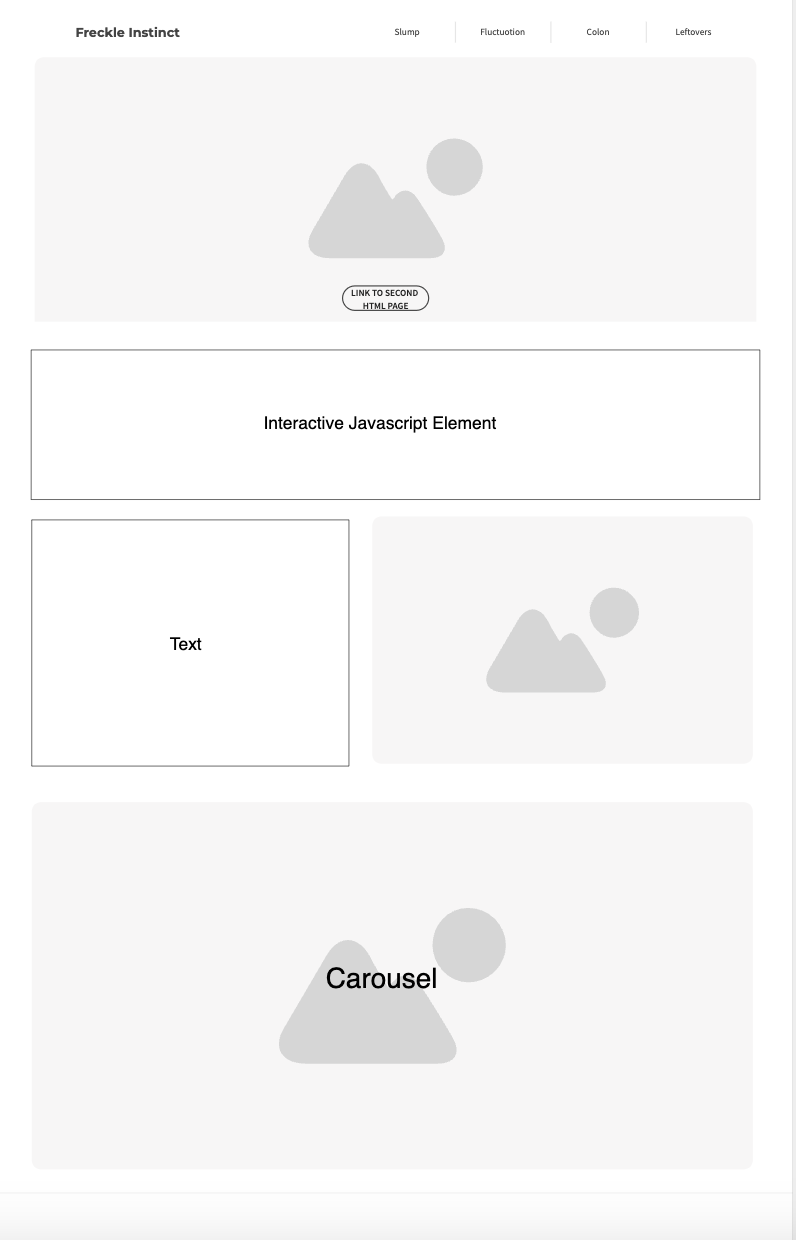 Freckle Instinct
Slump
Fluctuotion
Colon
Leftovers
LINK TO SECOND
HTML PAGE
Interactive Javascript Element
Text
Carousel